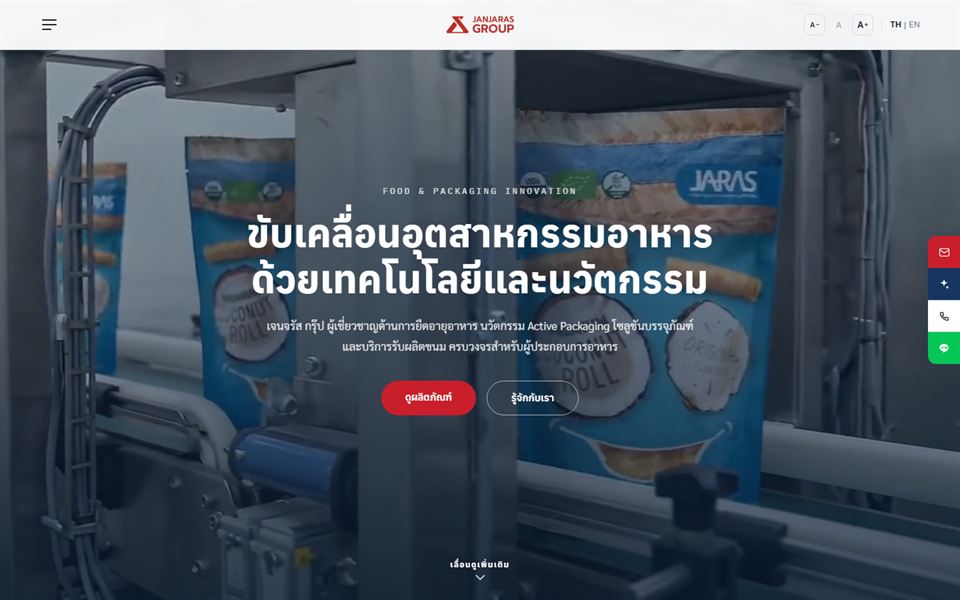 JANJARAS
GROUP
A-
A
A+
TH | EN
JARAS
FOOD & PACKAGING INNOVATION
ขับเคลื่อนอุตสาหกรรมอาหาร
ด้วยเทคโนโลยีและนวัตกรรม
เจนจรัส กรุ๊ป ผู้เชี่ยวชาญด้านการยืดอายุอาหาร นวัตกรรม Active Packaging โซลูชันบรรจุภัณฑ์
และบริการรับผลิตขนม ครบวงจรสำหรับผู้ประกอบการอาหาร
COCONUT
ROLL
COCONUT
ROLL
ORIGINAL
ดูผลิตภัณฑ์
รู้จักกับเรา
เลื่อนดูเพิ่มเติม